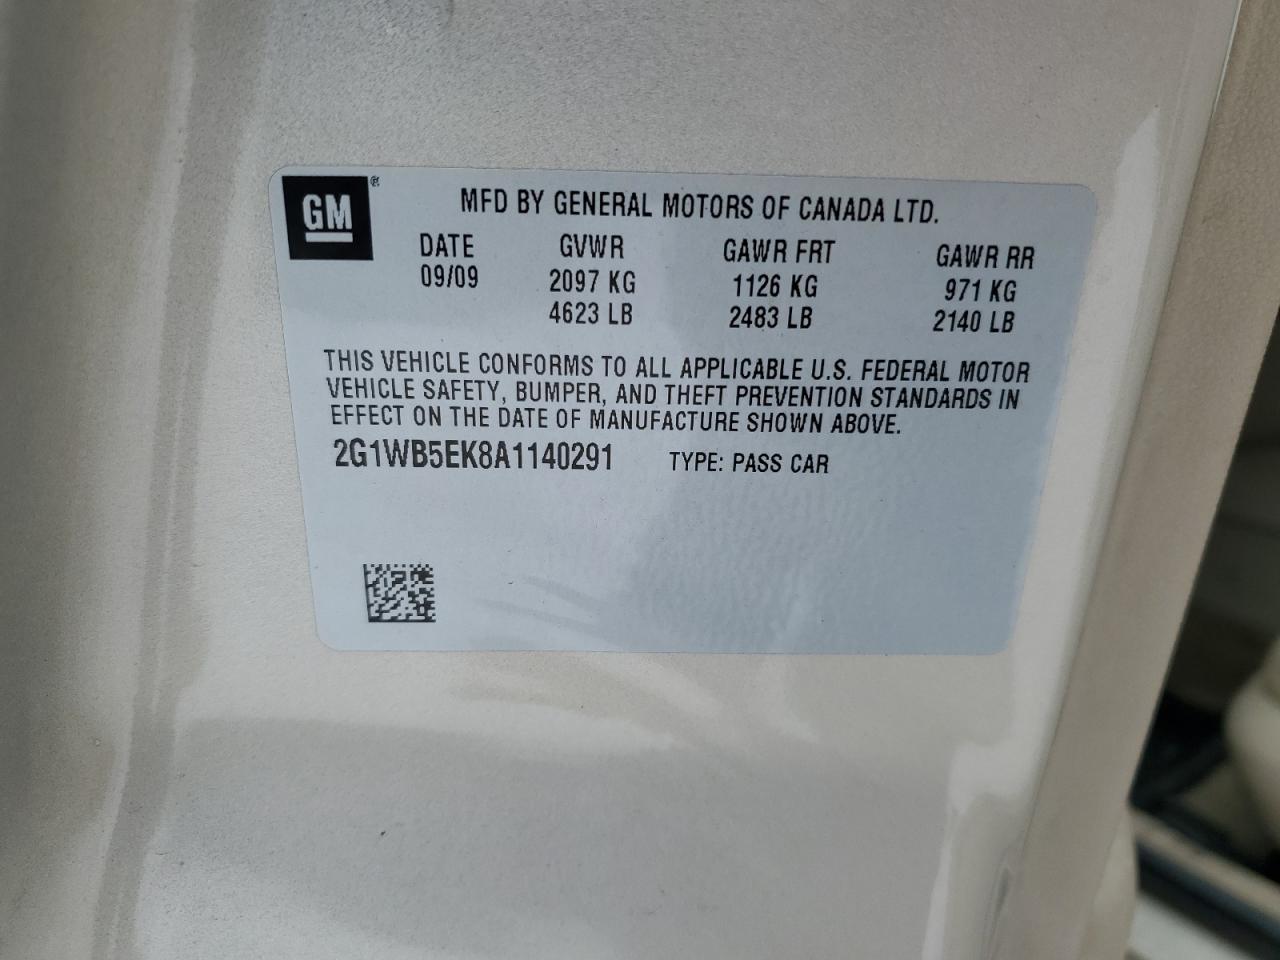 GM®
MFD BY GENERAL MOTORS OF CANADA LTD.
DATE GVWR GAWR FRT GAWR RR
09/09 2097 KG 1126 KG 971 KG
4623 LB 2483 LB 2140 LB
THIS VEHICLE CONFORMS TO ALL APPLICABLE U.S. FEDERAL MOTOR
VEHICLE SAFETY, BUMPER, AND THEFT PREVENTION STANDARDS IN
EFFECT ON THE DATE OF MANUFACTURE SHOWN ABOVE.
2G1WB5EK8A1140291 TYPE: PASS CAR